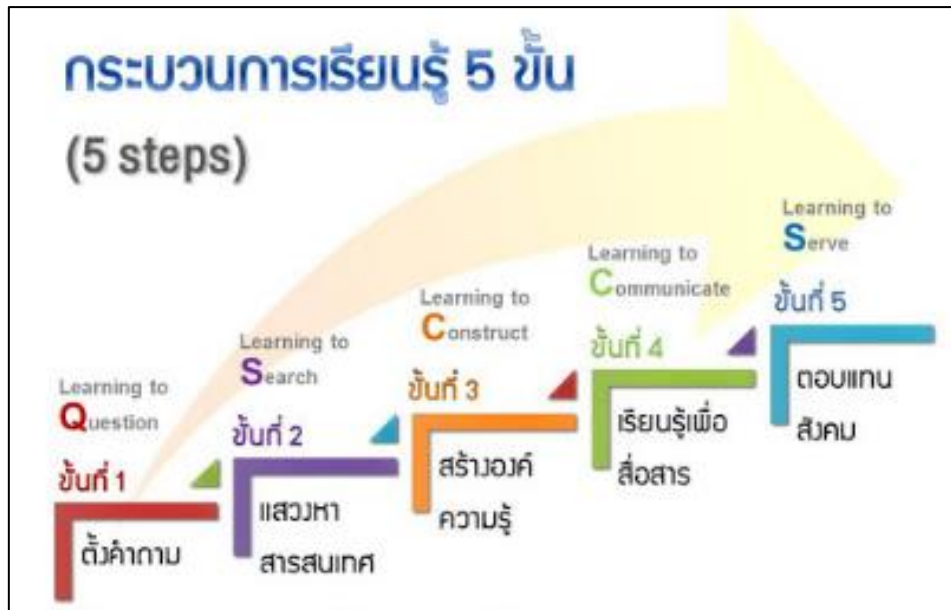 กระบวนการเรียนรู้ 5 ขั้น
(5 steps)
Learning to
Question
ขั้นที่ 1
ตั้งคำถาม
Learning to
Search
ขั้นที่ 2
แสวงหา
สารสนเทศ
Learning to
Construct
ขั้นที่ 3
สร้างองค์
ความรู้
Learning to
Communicate
ขั้นที่ 4
เรียนรู้เพื่อ
สื่อสาร
Learning to
Serve
ขั้นที่ 5
ตอบแทน
สังคม